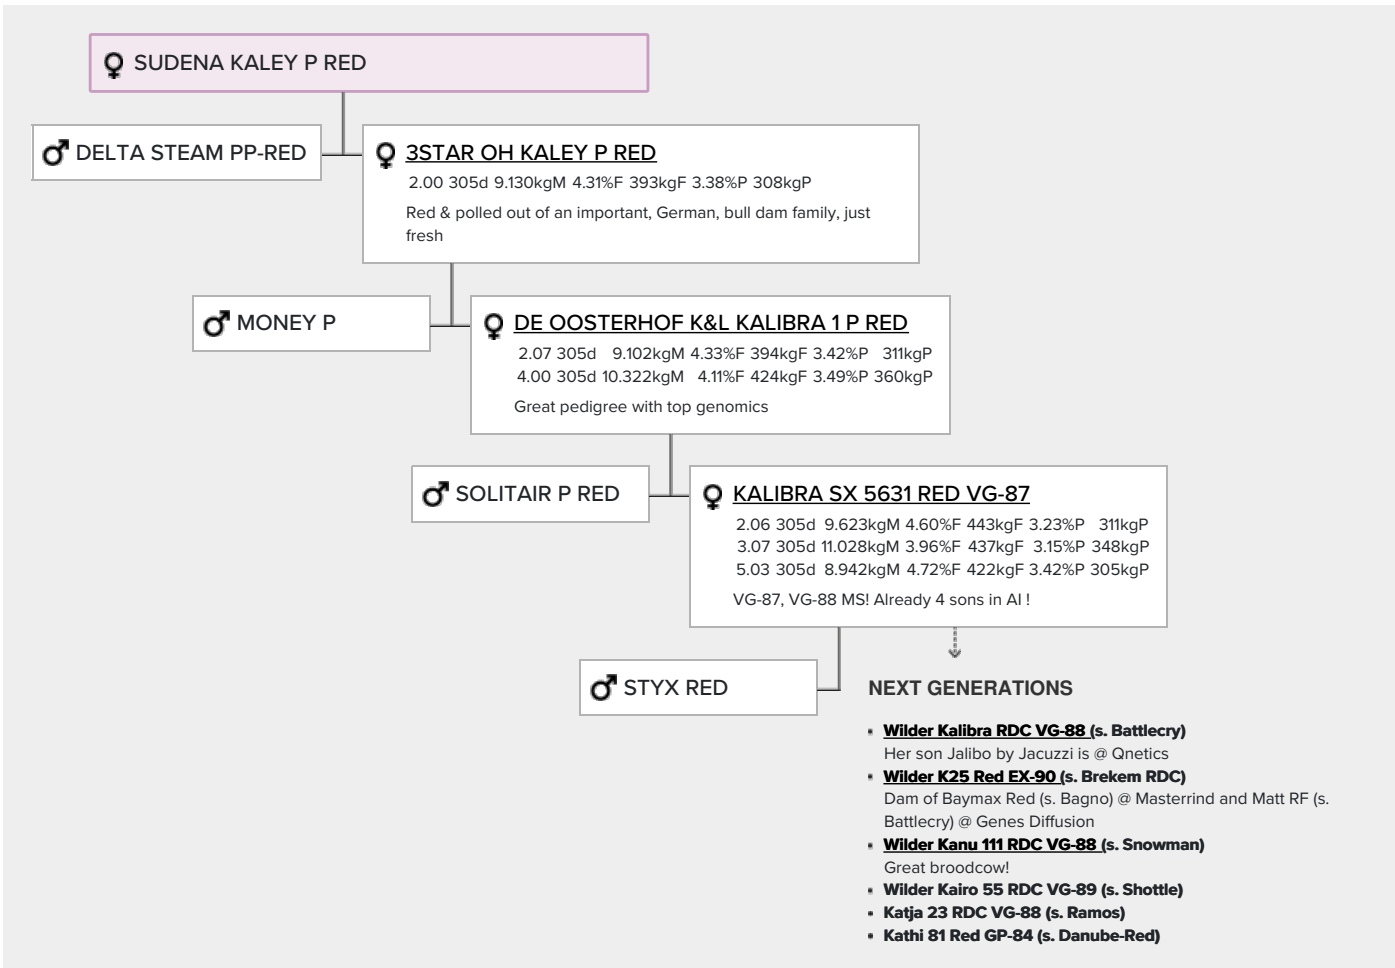 SUDENA KALEY P RED
DELTA STEAM PP-RED
3STAR OH KALEY P RED
2.00 305d 9.130kgM 4.31%F 393kgF 3.38%P 308kgP
Red & polled out of an important, German, bull dam family, just
fresh
MONEY P
DE OOSTERHOF K&L KALIBRA 1 P RED
2.07 305d 9.102kgM 4.33%F 394kgF 3.42%P 311kgP
4.00 305d 10.322kgM 4.11%F 424kgF 3.49%P 360kgP
Great pedigree with top genomics
SOLITAIR P RED
KALIBRA SX 5631 RED VG-87
2.06 305d 9.623kgM 4.60%F 443kgF 3.23%P 311kgP
3.07 305d 11.028kgM 3.96%F 437kgF 3.15%P 348kgP
5.03 305d 8.942kgM 4.72%F 422kgF 3.42%P 305kgP
VG-87, VG-88 MS! Already 4 sons in AI !
STYX RED
NEXT GENERATIONS
Wilder Kalibra RDC VG-88 (s. Battlecry)
Her son Jalibo by Jacuzzi is @ Qnetics
Wilder K25 Red EX-90 (s. Brekem RDC)
Dam of Baymax Red (s. Bagno) @ Masterrind and Matt RF (s.
Battlecry) @ Genes Diffusion
Wilder Kanu 111 RDC VG-88 (s. Snowman)
Great broodcow!
Wilder Kairo 55 RDC VG-89 (s. Shottle)
Katja 23 RDC VG-88 (s. Ramos)
Kathi 81 Red GP-84 (s. Danube-Red)